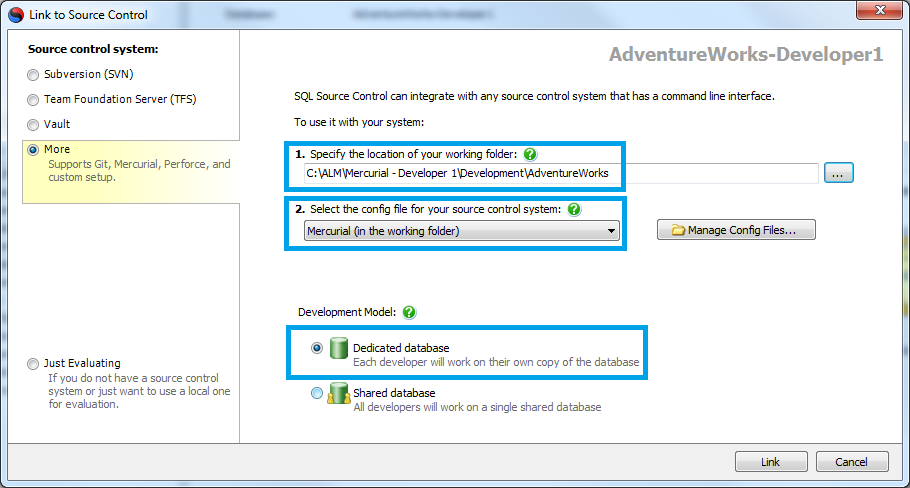 Databases AdventureWorks-Developer1
Link to Source Control
Source control system:
AdventureWorks-Developer1
Subversion (SVN)
Team Foundation Server (TFS)
Vault
More
Supports Git, Mercurial, Perforce, and
custom setup.
SQL Source Control can integrate with any source control system that has a command line interface.
To use it with your system:
1. Specify the location of your working folder: ?
C:\ALM\Mercurial - Developer 1\Development\AdventureWorks
...
2. Select the config file for your source control system: ?
Mercurial (in the working folder)
Manage Config Files...
Development Model: ?
Dedicated database
Each developer will work on their own copy of the database
Shared database
All developers will work on a single shared database
Just Evaluating
If you do not have a source control
system or just want to use a local one
for evaluation.
Link
Cancel